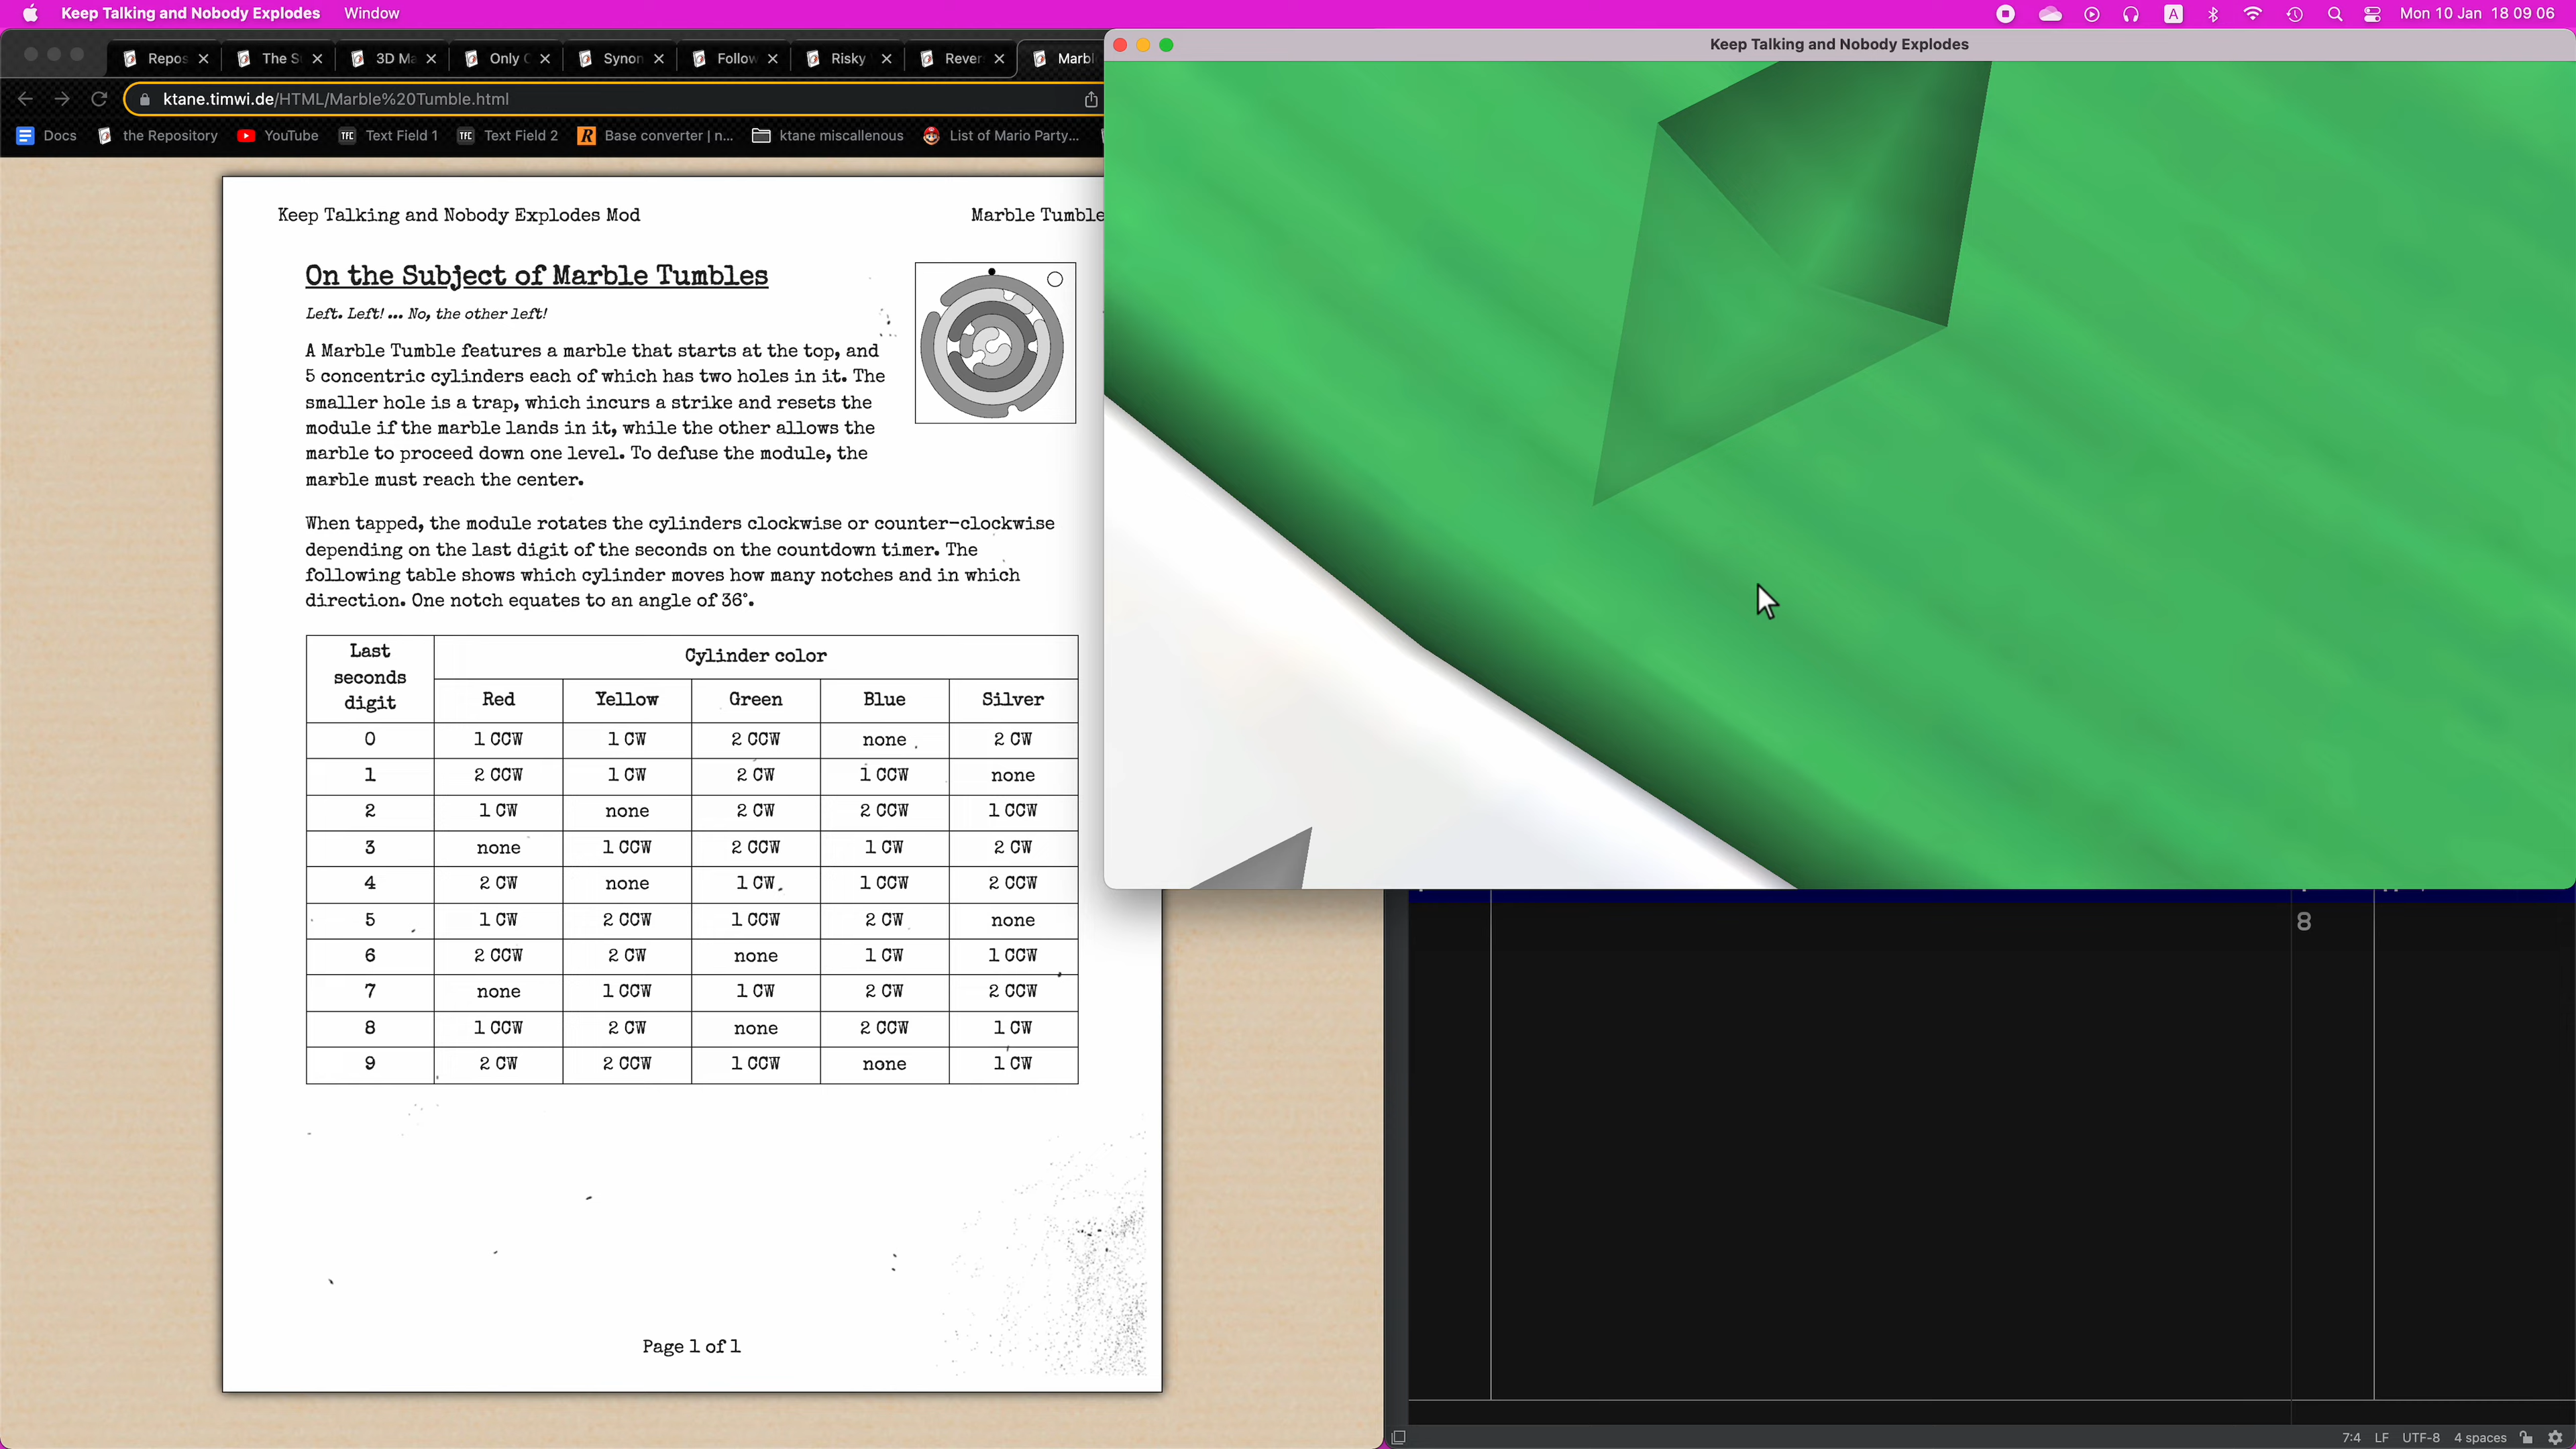 Keep Talking and Nobody Explodes Window
A
Mon 10 Jan 18 09 06
Repos The S 3D Ma Only C Synon Follow Risky Rever Marbl
ktane.timwi.de/HTML/Marble%20Tumble.html
Docs the Repository YouTube TFC Text Field 1 TFC Text Field 2 R Base converter | n... ktane miscallenous List of Mario Party...
Keep Talking and Nobody Explodes
Keep Talking and Nobody Explodes Mod Marble Tumble
On the Subject of Marble Tumbles
Left. Left! ... No, the other left!
A Marble Tumble features a marble that starts at the top, and
5 concentric cylinders each of which has two holes in it. The
smaller hole is a trap, which incurs a strike and resets the
module if the marble lands in it, while the other allows the
marble to proceed down one level. To defuse the module, the
marble must reach the center.
When tapped, the module rotates the cylinders clockwise or counter-clockwise
depending on the last digit of the seconds on the countdown timer. The
following table shows which cylinder moves how many notches and in which
direction. One notch equates to an angle of 36°.
Last seconds digit Cylinder color
Red Yellow Green Blue Silver
0 1 CCW 1 CW 2 CCW none 2 CW
1 2 CCW 1 CW 2 CW 1 CCW none
2 1 CW none 2 CW 2 CCW 1 CCW
3 none 1 CCW 2 CCW 1 CW 2 CW
4 2 CW none 1 CW 1 CCW 2 CCW
5 1 CW 2 CCW 1 CCW 2 CW none
6 2 CCW 2 CW none 1 CW 1 CCW
7 none 1 CCW 1 CW 2 CW 2 CCW
8 1 CCW 2 CW none 2 CCW 1 CW
9 2 CW 2 CCW 1 CCW none 1 CW
Page 1 of 1
8
7:4 LF UTF-8 4 spaces